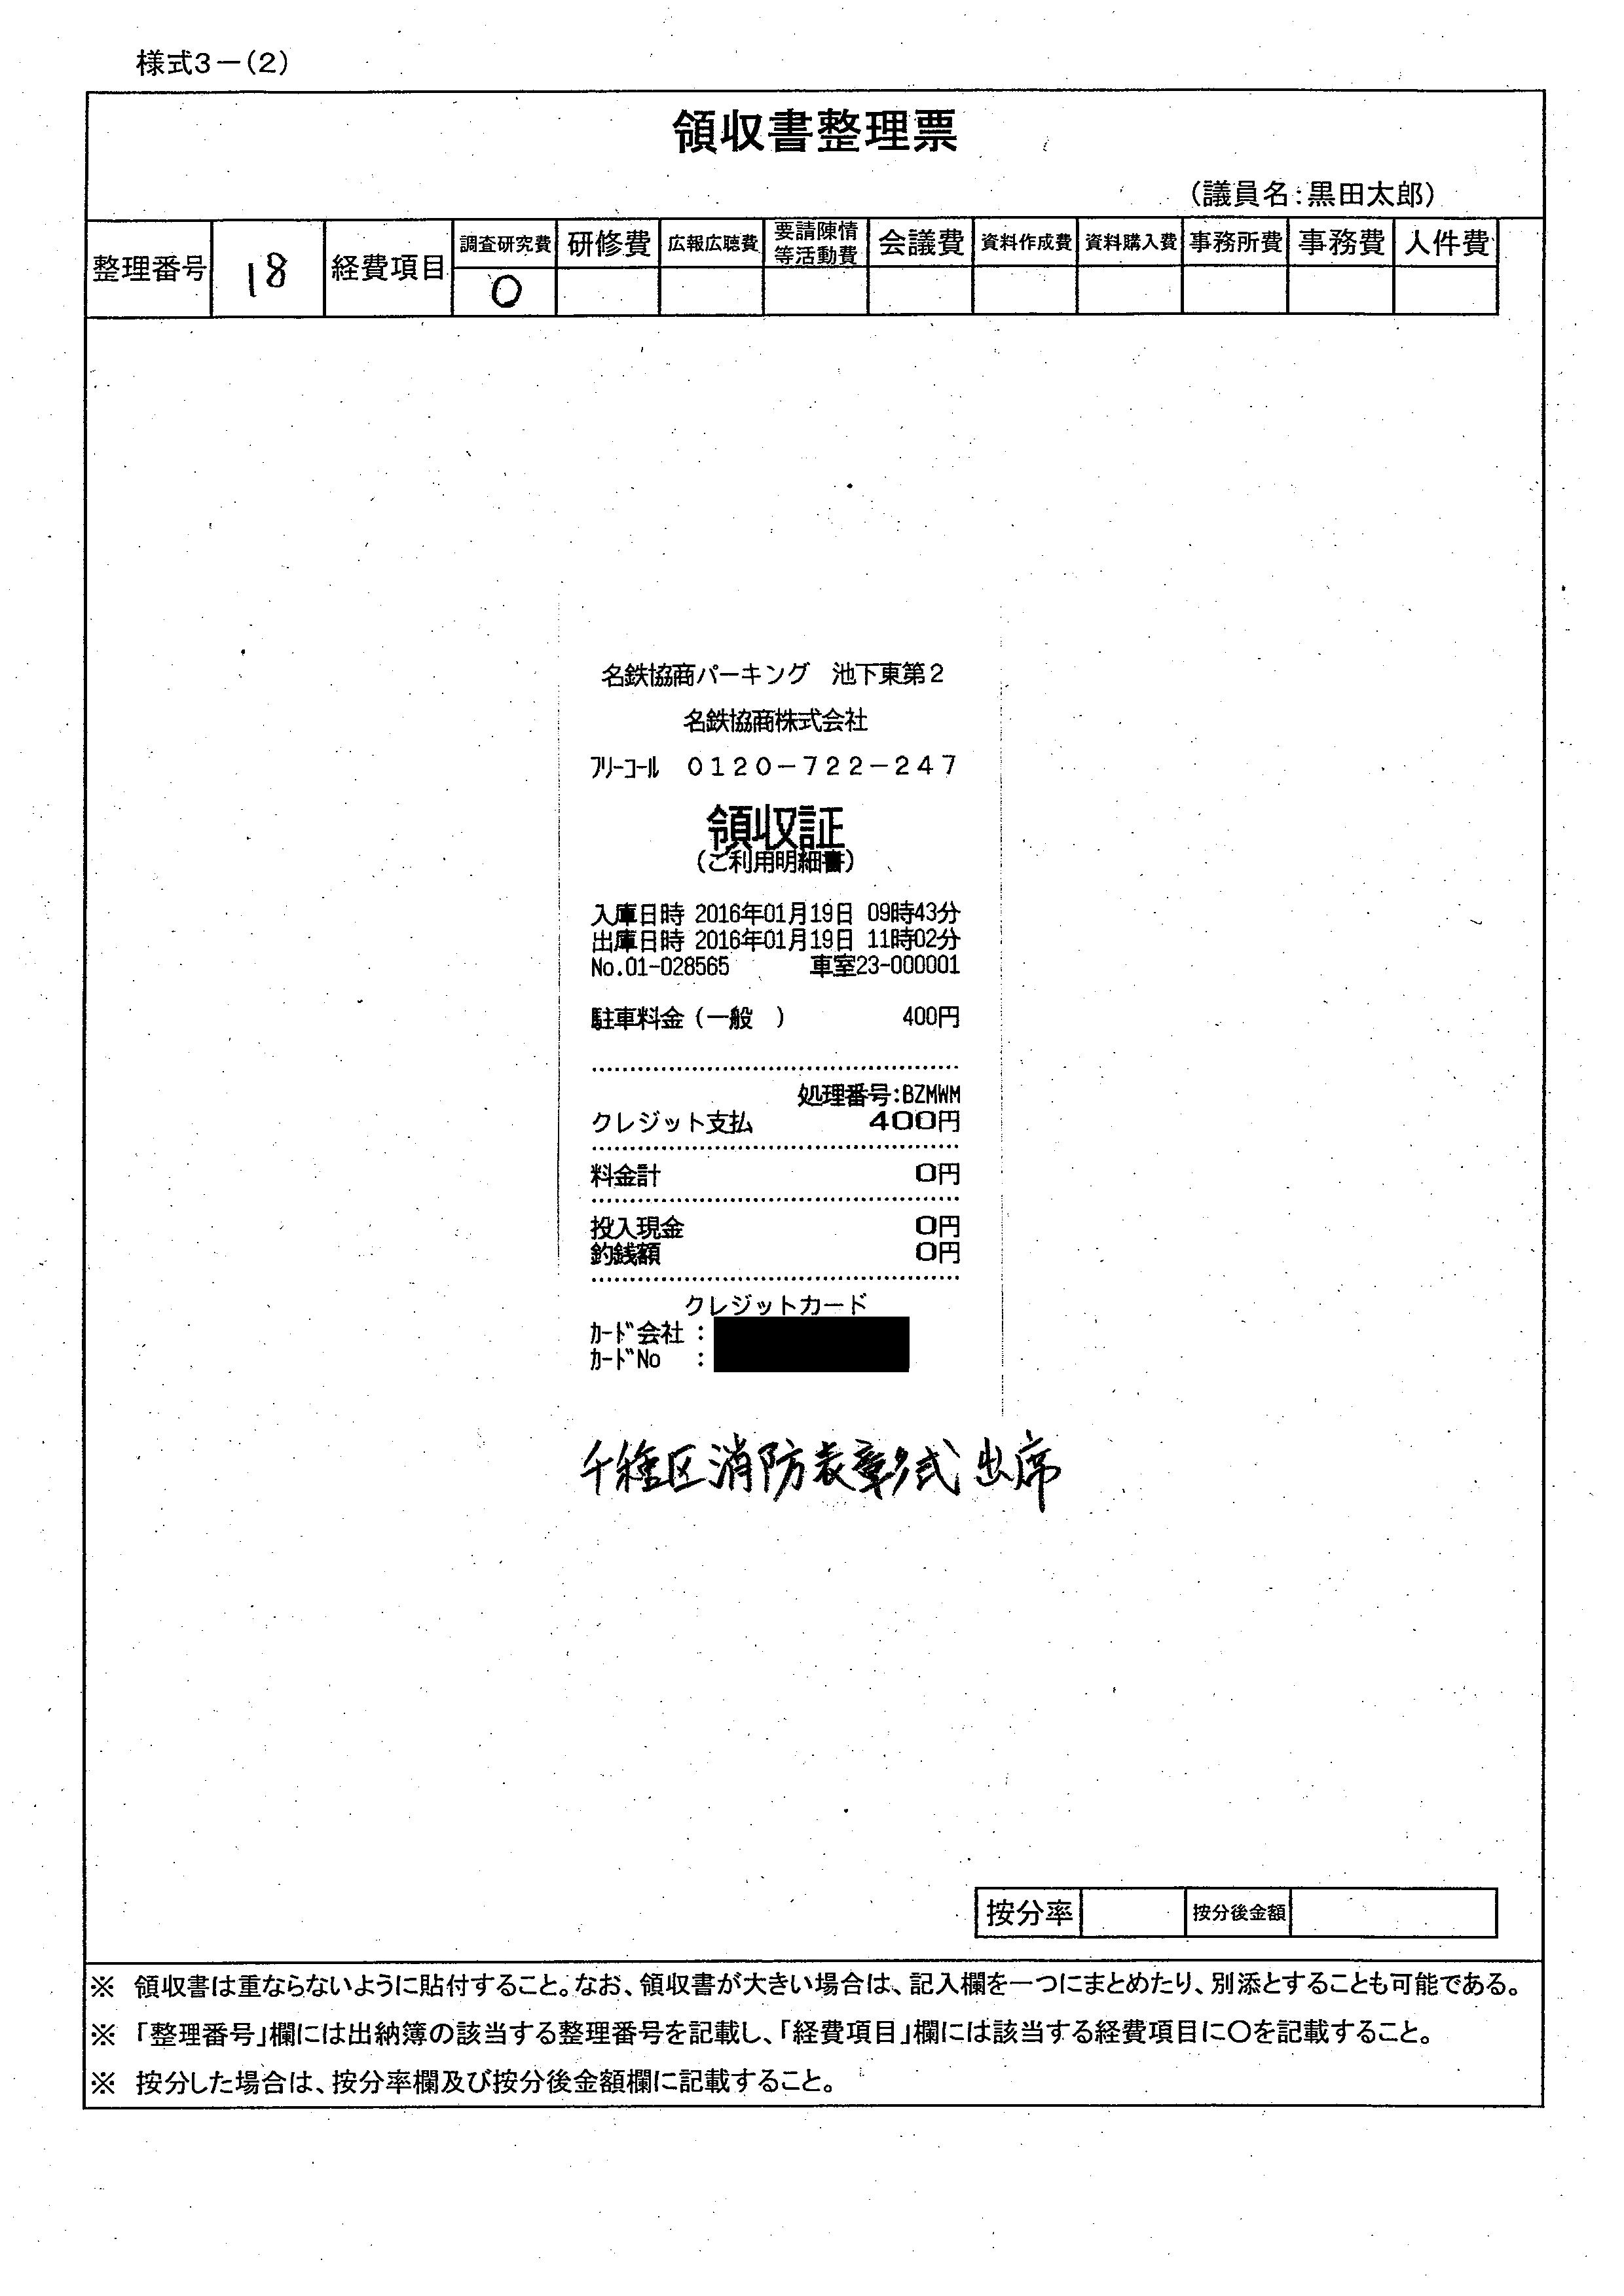 様式3－(2)
領収書整理票
(議員名:黒田太郎)
整理番号 18 経費項目 調査研究費 研修費 広報広聴費 要請陳情等活動費 会議費 資料作成費 資料購入費 事務所費 事務費 人件費
○
名鉄協商パーキング　池下東第2
名鉄協商株式会社
ﾌﾘｰｺｰﾙ　0120-722-247
領収証
(ご利用明細書)
入庫日時 2016年01月19日 09時43分
出庫日時 2016年01月19日 11時02分
No.01-028565 車室23-000001
駐車料金(一般　) 400円
処理番号:BZMWM
クレジット支払 400円
料金計 0円
投入現金 0円
釣銭額 0円
クレジットカード
ｶｰﾄﾞ会社 :
ｶｰﾄﾞNo :
千種区消防表彰式 出席
按分率 按分後金額
※ 領収書は重ならないように貼付すること。なお、領収書が大きい場合は、記入欄を一つにまとめたり、別添とすることも可能である。
※ 「整理番号」欄には出納簿の該当する整理番号を記載し、「経費項目」欄には該当する経費項目に○を記載すること。
※ 按分した場合は、按分率欄及び按分後金額欄に記載すること。